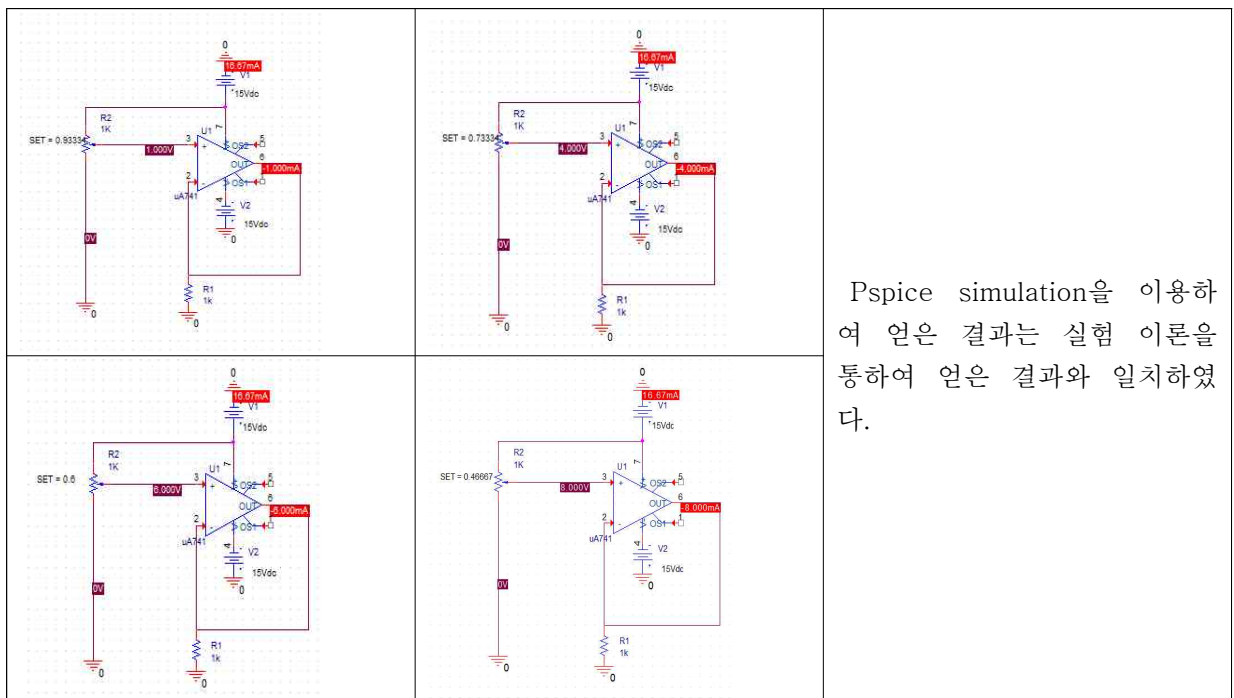 0
16.67mA
V1
15Vdc
R2
1K
SET = 0.93334
1.000V
3
U1
7
5
+
OS2
6
OUT
-1.000mA
2
-
OS1
1
uA741
4
V2
15Vdc
0
0V
R1
1k
0
0
0
16.67mA
V1
15Vdc
R2
1K
SET = 0.73334
4.000V
3
U1
7
5
+
OS2
6
OUT
-4.000mA
2
-
OS1
1
uA741
4
V2
15Vdc
0
0V
R1
1k
0
0
Pspice simulation을 이용하
여 얻은 결과는 실험 이론을
통하여 얻은 결과와 일치하였
다.
0
16.67mA
V1
15Vdc
R2
1K
SET = 0.6
6.000V
3
U1
7
5
+
OS2
6
OUT
-6.000mA
2
-
OS1
1
uA741
4
V2
15Vdc
0
0V
R1
1k
0
0
0
16.67mA
V1
15Vdc
R2
1K
SET = 0.46667
8.000V
3
U1
7
5
+
OS2
6
OUT
-8.000mA
2
-
OS1
1
uA741
4
V2
15Vdc
0
0V
R1
1k
0
0